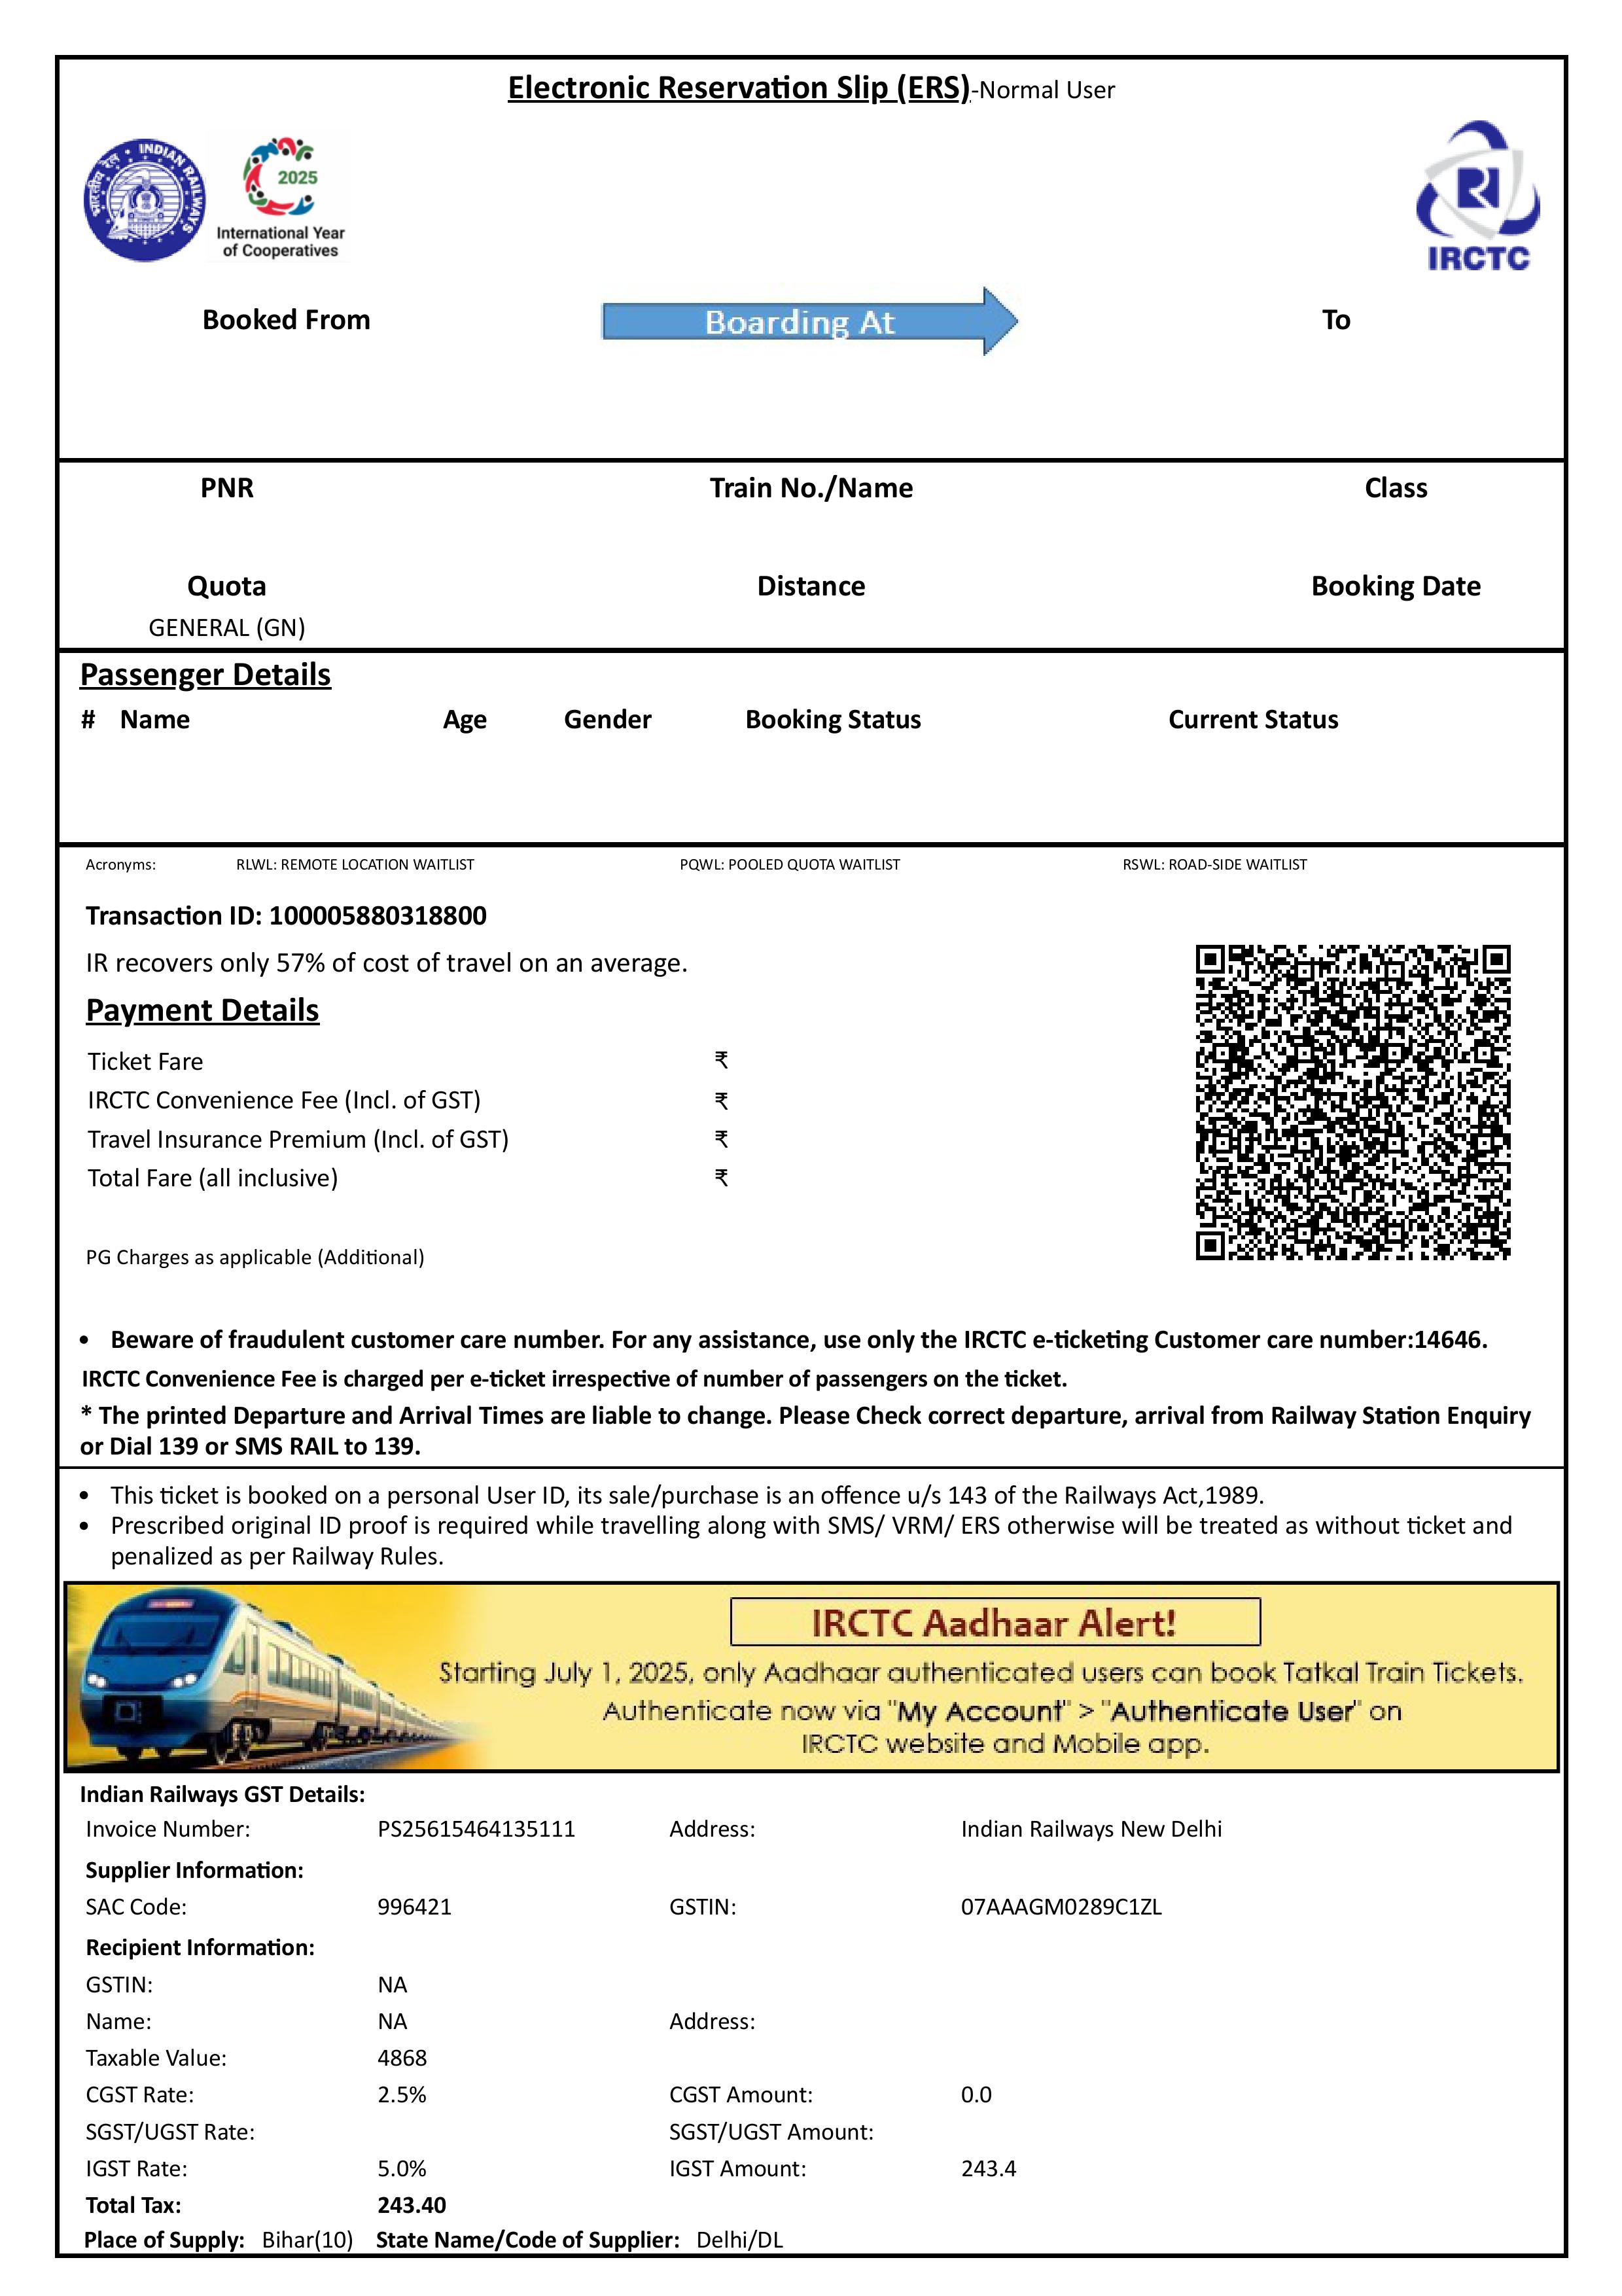 Electronic Reservation Slip (ERS)-Normal User
भारतीय रेल • INDIAN RAILWAYS
2025
International Year
of Cooperatives
IRCTC
Booked From
Boarding At
To
PNR
Train No./Name
Class
Quota
Distance
Booking Date
GENERAL (GN)
Passenger Details
# Name Age Gender Booking Status Current Status
Acronyms: RLWL: REMOTE LOCATION WAITLIST PQWL: POOLED QUOTA WAITLIST RSWL: ROAD-SIDE WAITLIST
Transaction ID: 100005880318800
IR recovers only 57% of cost of travel on an average.
Payment Details
Ticket Fare ₹
IRCTC Convenience Fee (Incl. of GST) ₹
Travel Insurance Premium (Incl. of GST) ₹
Total Fare (all inclusive) ₹
PG Charges as applicable (Additional)
• Beware of fraudulent customer care number. For any assistance, use only the IRCTC e-ticketing Customer care number:14646.
IRCTC Convenience Fee is charged per e-ticket irrespective of number of passengers on the ticket.
* The printed Departure and Arrival Times are liable to change. Please Check correct departure, arrival from Railway Station Enquiry
or Dial 139 or SMS RAIL to 139.
• This ticket is booked on a personal User ID, its sale/purchase is an offence u/s 143 of the Railways Act,1989.
• Prescribed original ID proof is required while travelling along with SMS/ VRM/ ERS otherwise will be treated as without ticket and
penalized as per Railway Rules.
IRCTC Aadhaar Alert!
Starting July 1, 2025, only Aadhaar authenticated users can book Tatkal Train Tickets.
Authenticate now via "My Account" > "Authenticate User" on
IRCTC website and Mobile app.
Indian Railways GST Details:
Invoice Number: PS25615464135111 Address: Indian Railways New Delhi
Supplier Information:
SAC Code: 996421 GSTIN: 07AAAGM0289C1ZL
Recipient Information:
GSTIN: NA
Name: NA Address:
Taxable Value: 4868
CGST Rate: 2.5% CGST Amount: 0.0
SGST/UGST Rate: SGST/UGST Amount:
IGST Rate: 5.0% IGST Amount: 243.4
Total Tax: 243.40
Place of Supply: Bihar(10) State Name/Code of Supplier: Delhi/DL